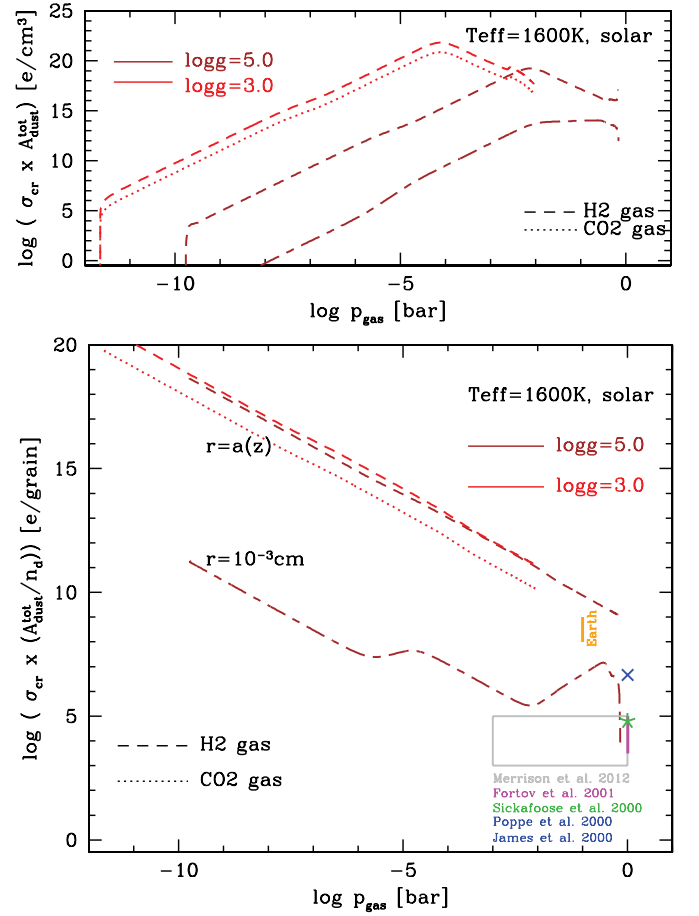 Teff=1600K, solar
logg=5.0
logg=3.0
H2 gas
CO2 gas
log ( σcr x A^tot_dust) [e/cm³]
25
20
15
10
5
0
−10
−5
0
log pgas [bar]
20
15
10
5
0
log ( σcr x (A^tot_dust/nd)) [e/grain]
Teff=1600K, solar
logg=5.0
logg=3.0
r=a(z)
r=10⁻³cm
Earth
H2 gas
CO2 gas
Merrison et al. 2012
Fortov et al. 2001
Sickafoose et al. 2000
Poppe et al. 2000
James et al. 2000
−10
−5
0
log pgas [bar]